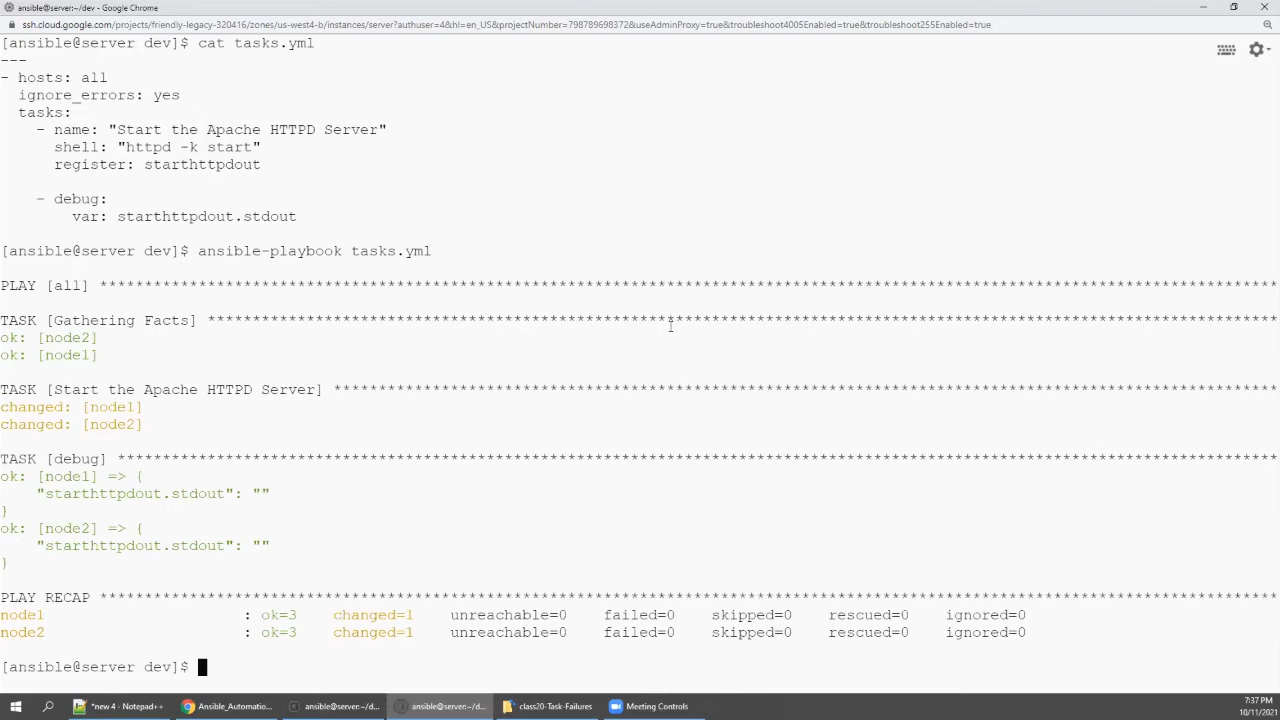 ansible@server:~/dev - Google Chrome
ssh.cloud.google.com/projects/friendly-legacy-320416/zones/us-west4-b/instances/server?authuser=4&hl=en_US&projectNumber=798789698372&useAdminProxy=true&troubleshoot4005Enabled=true&troubleshoot255Enabled=true
[ansible@server dev]$ cat tasks.yml
---
- hosts: all
  ignore_errors: yes
  tasks:
    - name: "Start the Apache HTTPD Server"
      shell: "httpd -k start"
      register: starthttpdout
    - debug:
        var: starthttpdout.stdout
[ansible@server dev]$ ansible-playbook tasks.yml
PLAY [all] ***********************************************************************************************************************************
TASK [Gathering Facts] ***********************************************************************************************************************
ok: [node2]
ok: [node1]
TASK [Start the Apache HTTPD Server] *********************************************************************************************************
changed: [node1]
changed: [node2]
TASK [debug] *********************************************************************************************************************************
ok: [node1] => {
    "starthttpdout.stdout": ""
}
ok: [node2] => {
    "starthttpdout.stdout": ""
}
PLAY RECAP ***********************************************************************************************************************************
node1                      : ok=3    changed=1    unreachable=0    failed=0    skipped=0    rescued=0    ignored=0
node2                      : ok=3    changed=1    unreachable=0    failed=0    skipped=0    rescued=0    ignored=0
[ansible@server dev]$
*new 4 - Notepad++
Ansible_Automatio...
ansible@server:~/d...
ansible@server:~/d...
class20-Task-Failures
Meeting Controls
7:37 PM
10/11/2021